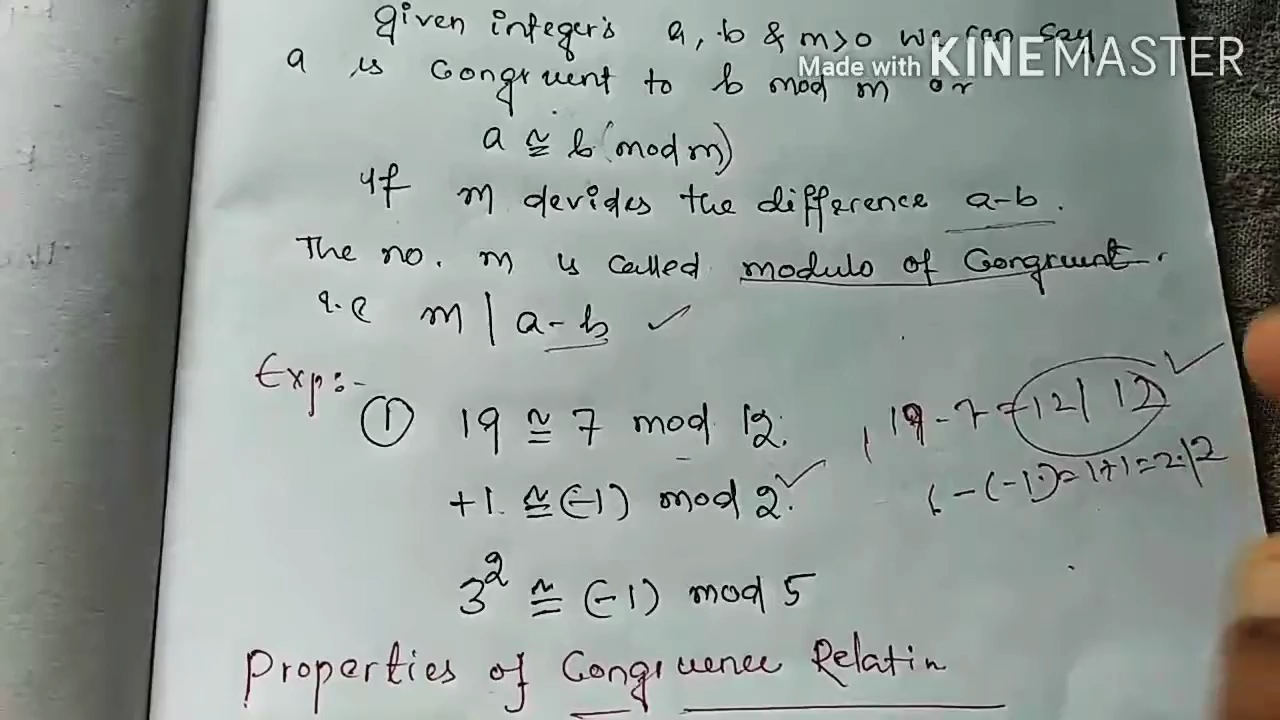 given integers a, b & m>0 we can say
Made with KINEMASTER
a is Congruent to b mod m or
a ≅ b (mod m)
If m devides the difference a-b.
The no. m is called modulo of Congruent.
i.e m | a-b ✓
Exp:-
① 19 ≅ 7 mod 12. 19-7=12|12 ✓
+1 ≅ (-1) mod 2. ✓ 1-(-1)=1+1=2|2
3² ≅ (-1) mod 5
Properties of Congruence Relatin